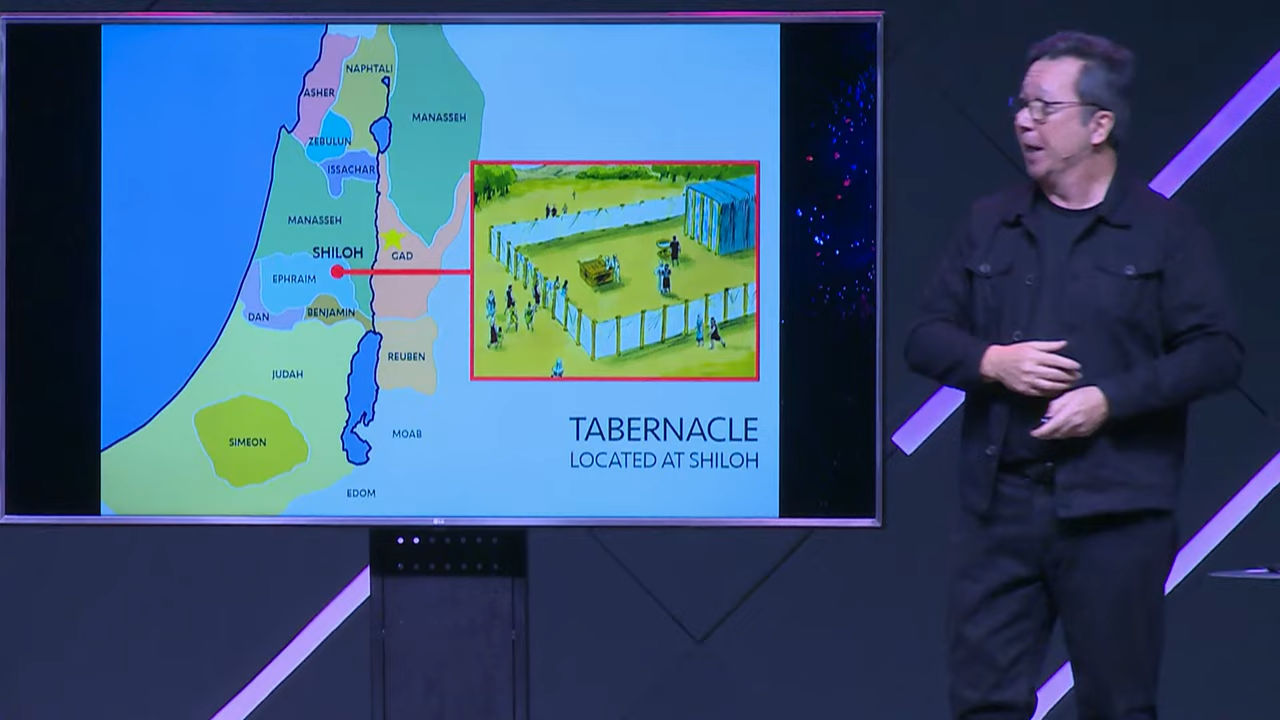 NAPHTALI
ASHER
MANASSEH
ZEBULUN
ISSACHAR
MANASSEH
SHILOH
GAD
EPHRAIM
BENJAMIN
DAN
REUBEN
JUDAH
TABERNACLE
MOAB
SIMEON
LOCATED AT SHILOH
EDOM
LG